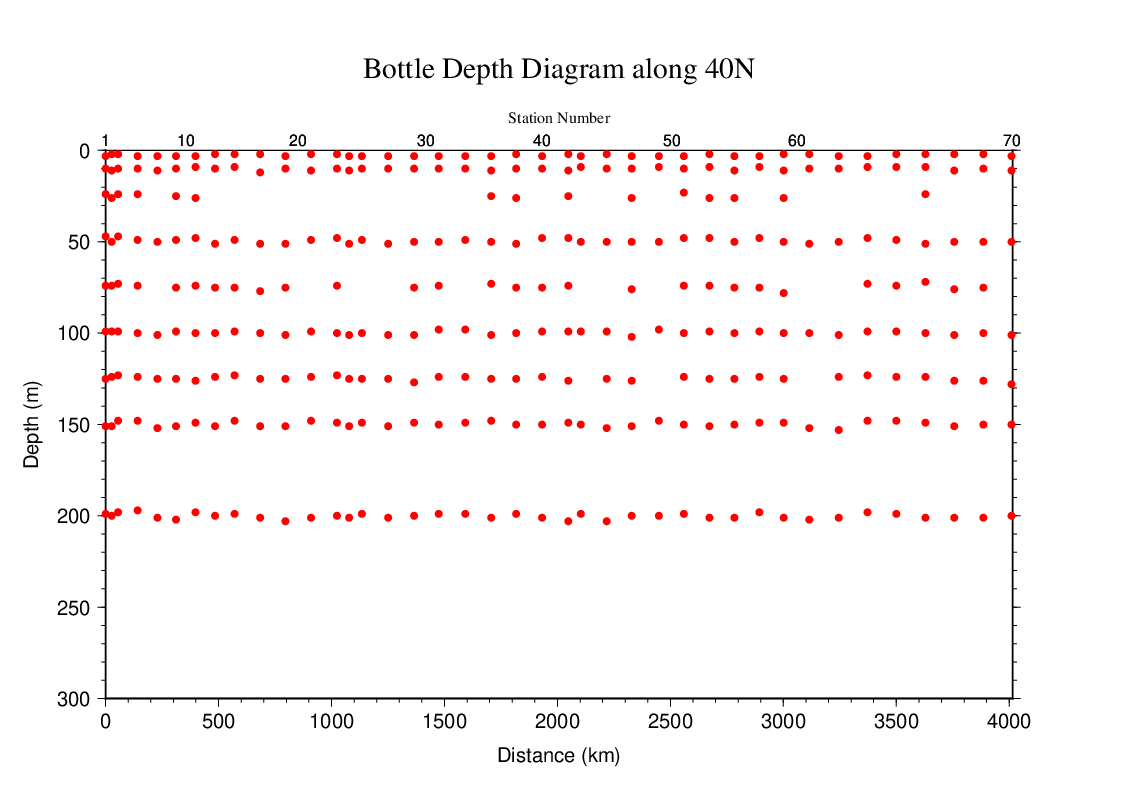 Bottle Depth Diagram along 40N
Station Number
1 10 20 30 40 50 60 70
0
50
100
150
200
250
300
Depth (m)
0 500 1000 1500 2000 2500 3000 3500 4000
Distance (km)